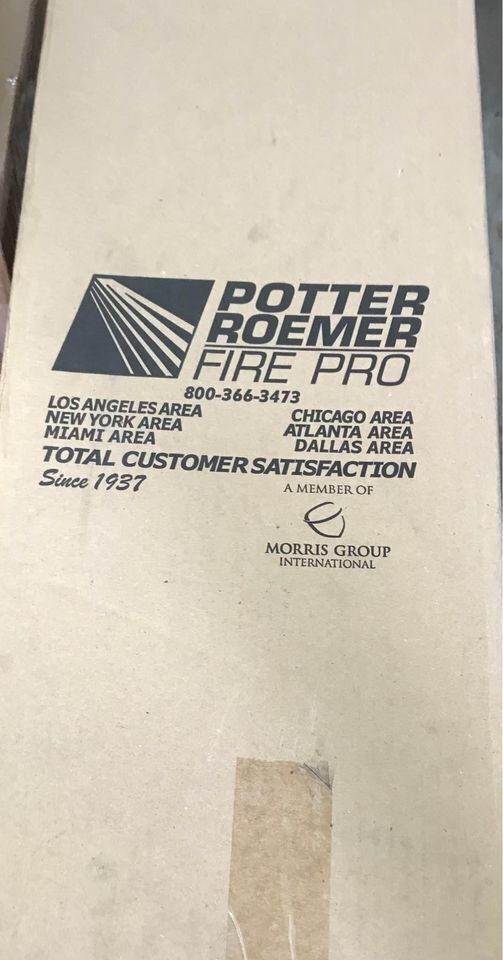 POTTER
ROEMER
FIRE PRO
800-366-3473
LOS ANGELES AREA
NEW YORK AREA
MIAMI AREA
CHICAGO AREA
ATLANTA AREA
DALLAS AREA
TOTAL CUSTOMER SATISFACTION
Since 1937
A MEMBER OF
MORRIS GROUP
INTERNATIONAL